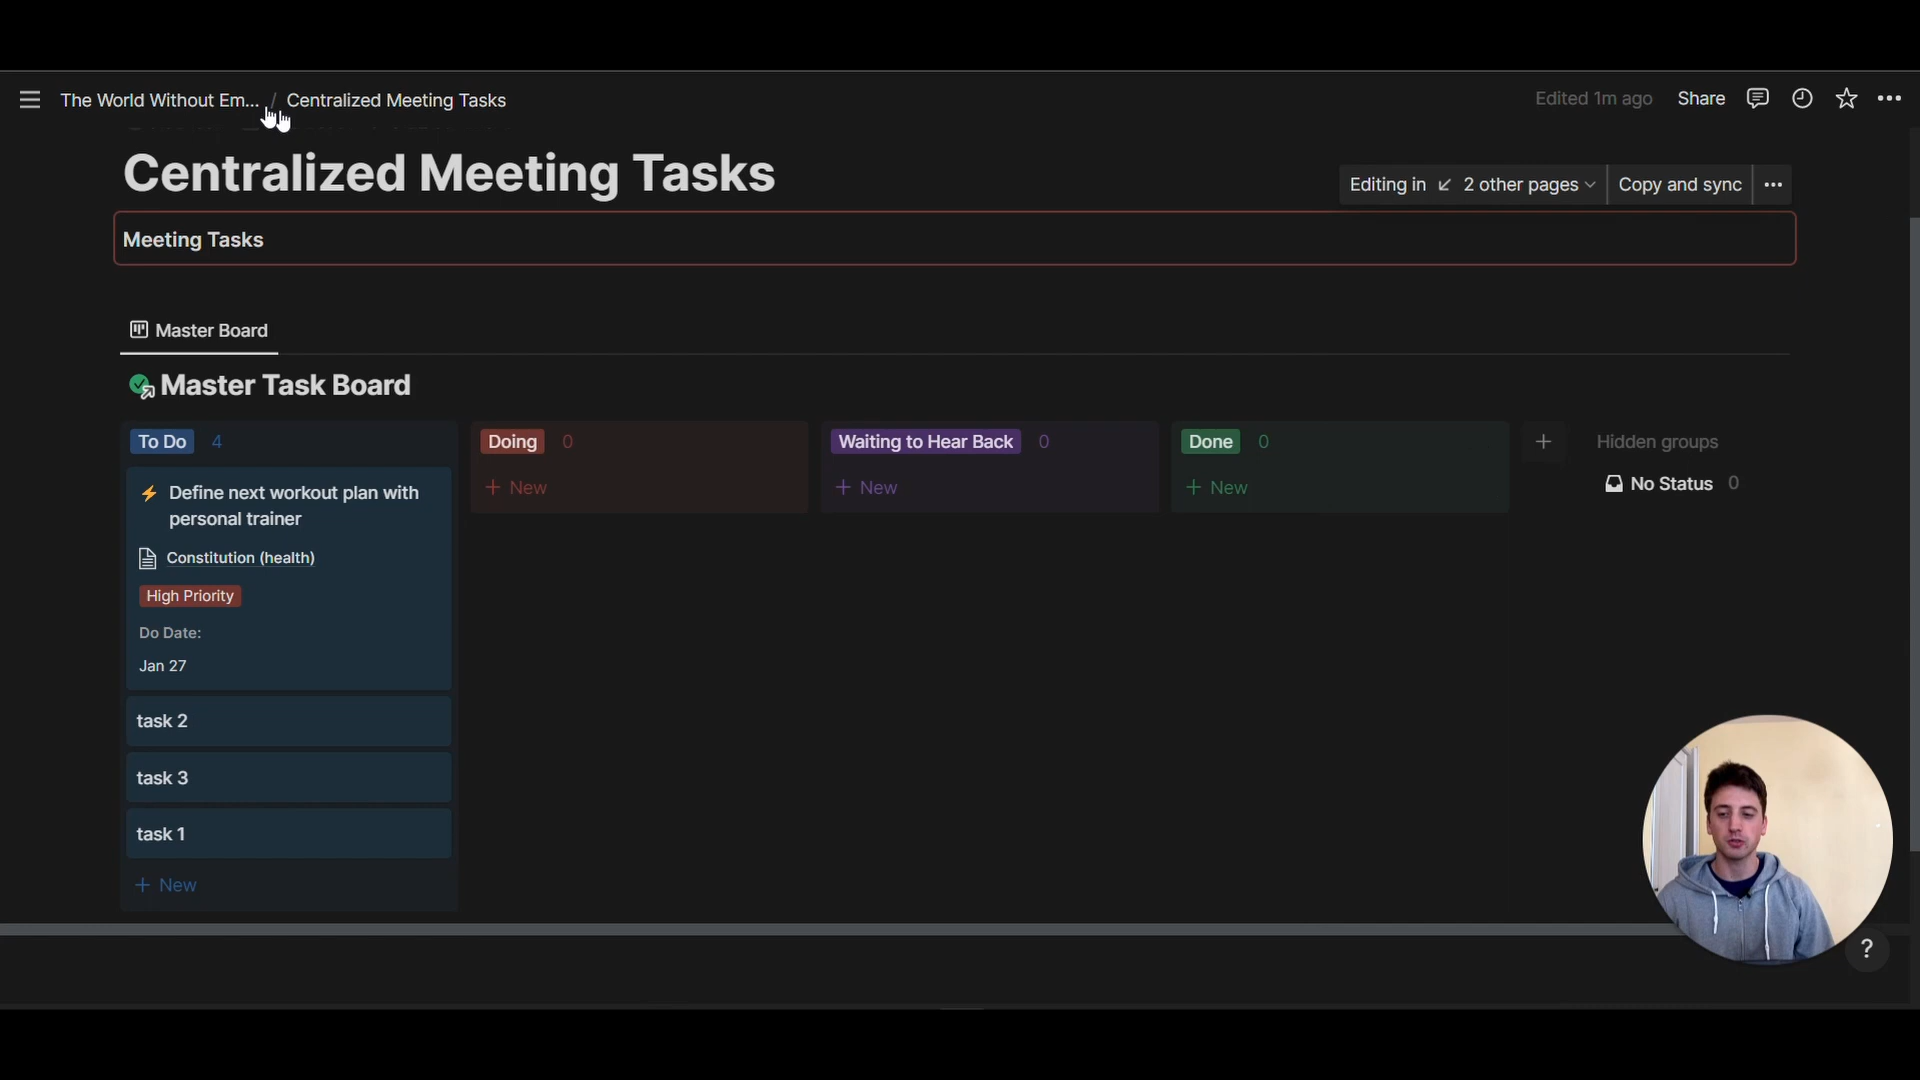 The World Without Em... / Centralized Meeting Tasks
Edited 1m ago Share
Centralized Meeting Tasks
Editing in 2 other pages Copy and sync
Meeting Tasks
Master Board
Master Task Board
To Do 4
Doing 0
Waiting to Hear Back 0
Done 0
+ Hidden groups
Define next workout plan with
personal trainer
Constitution (health)
High Priority
Do Date:
Jan 27
task 2
task 3
task 1
+ New
+ New
+ New
+ New
No Status 0
?